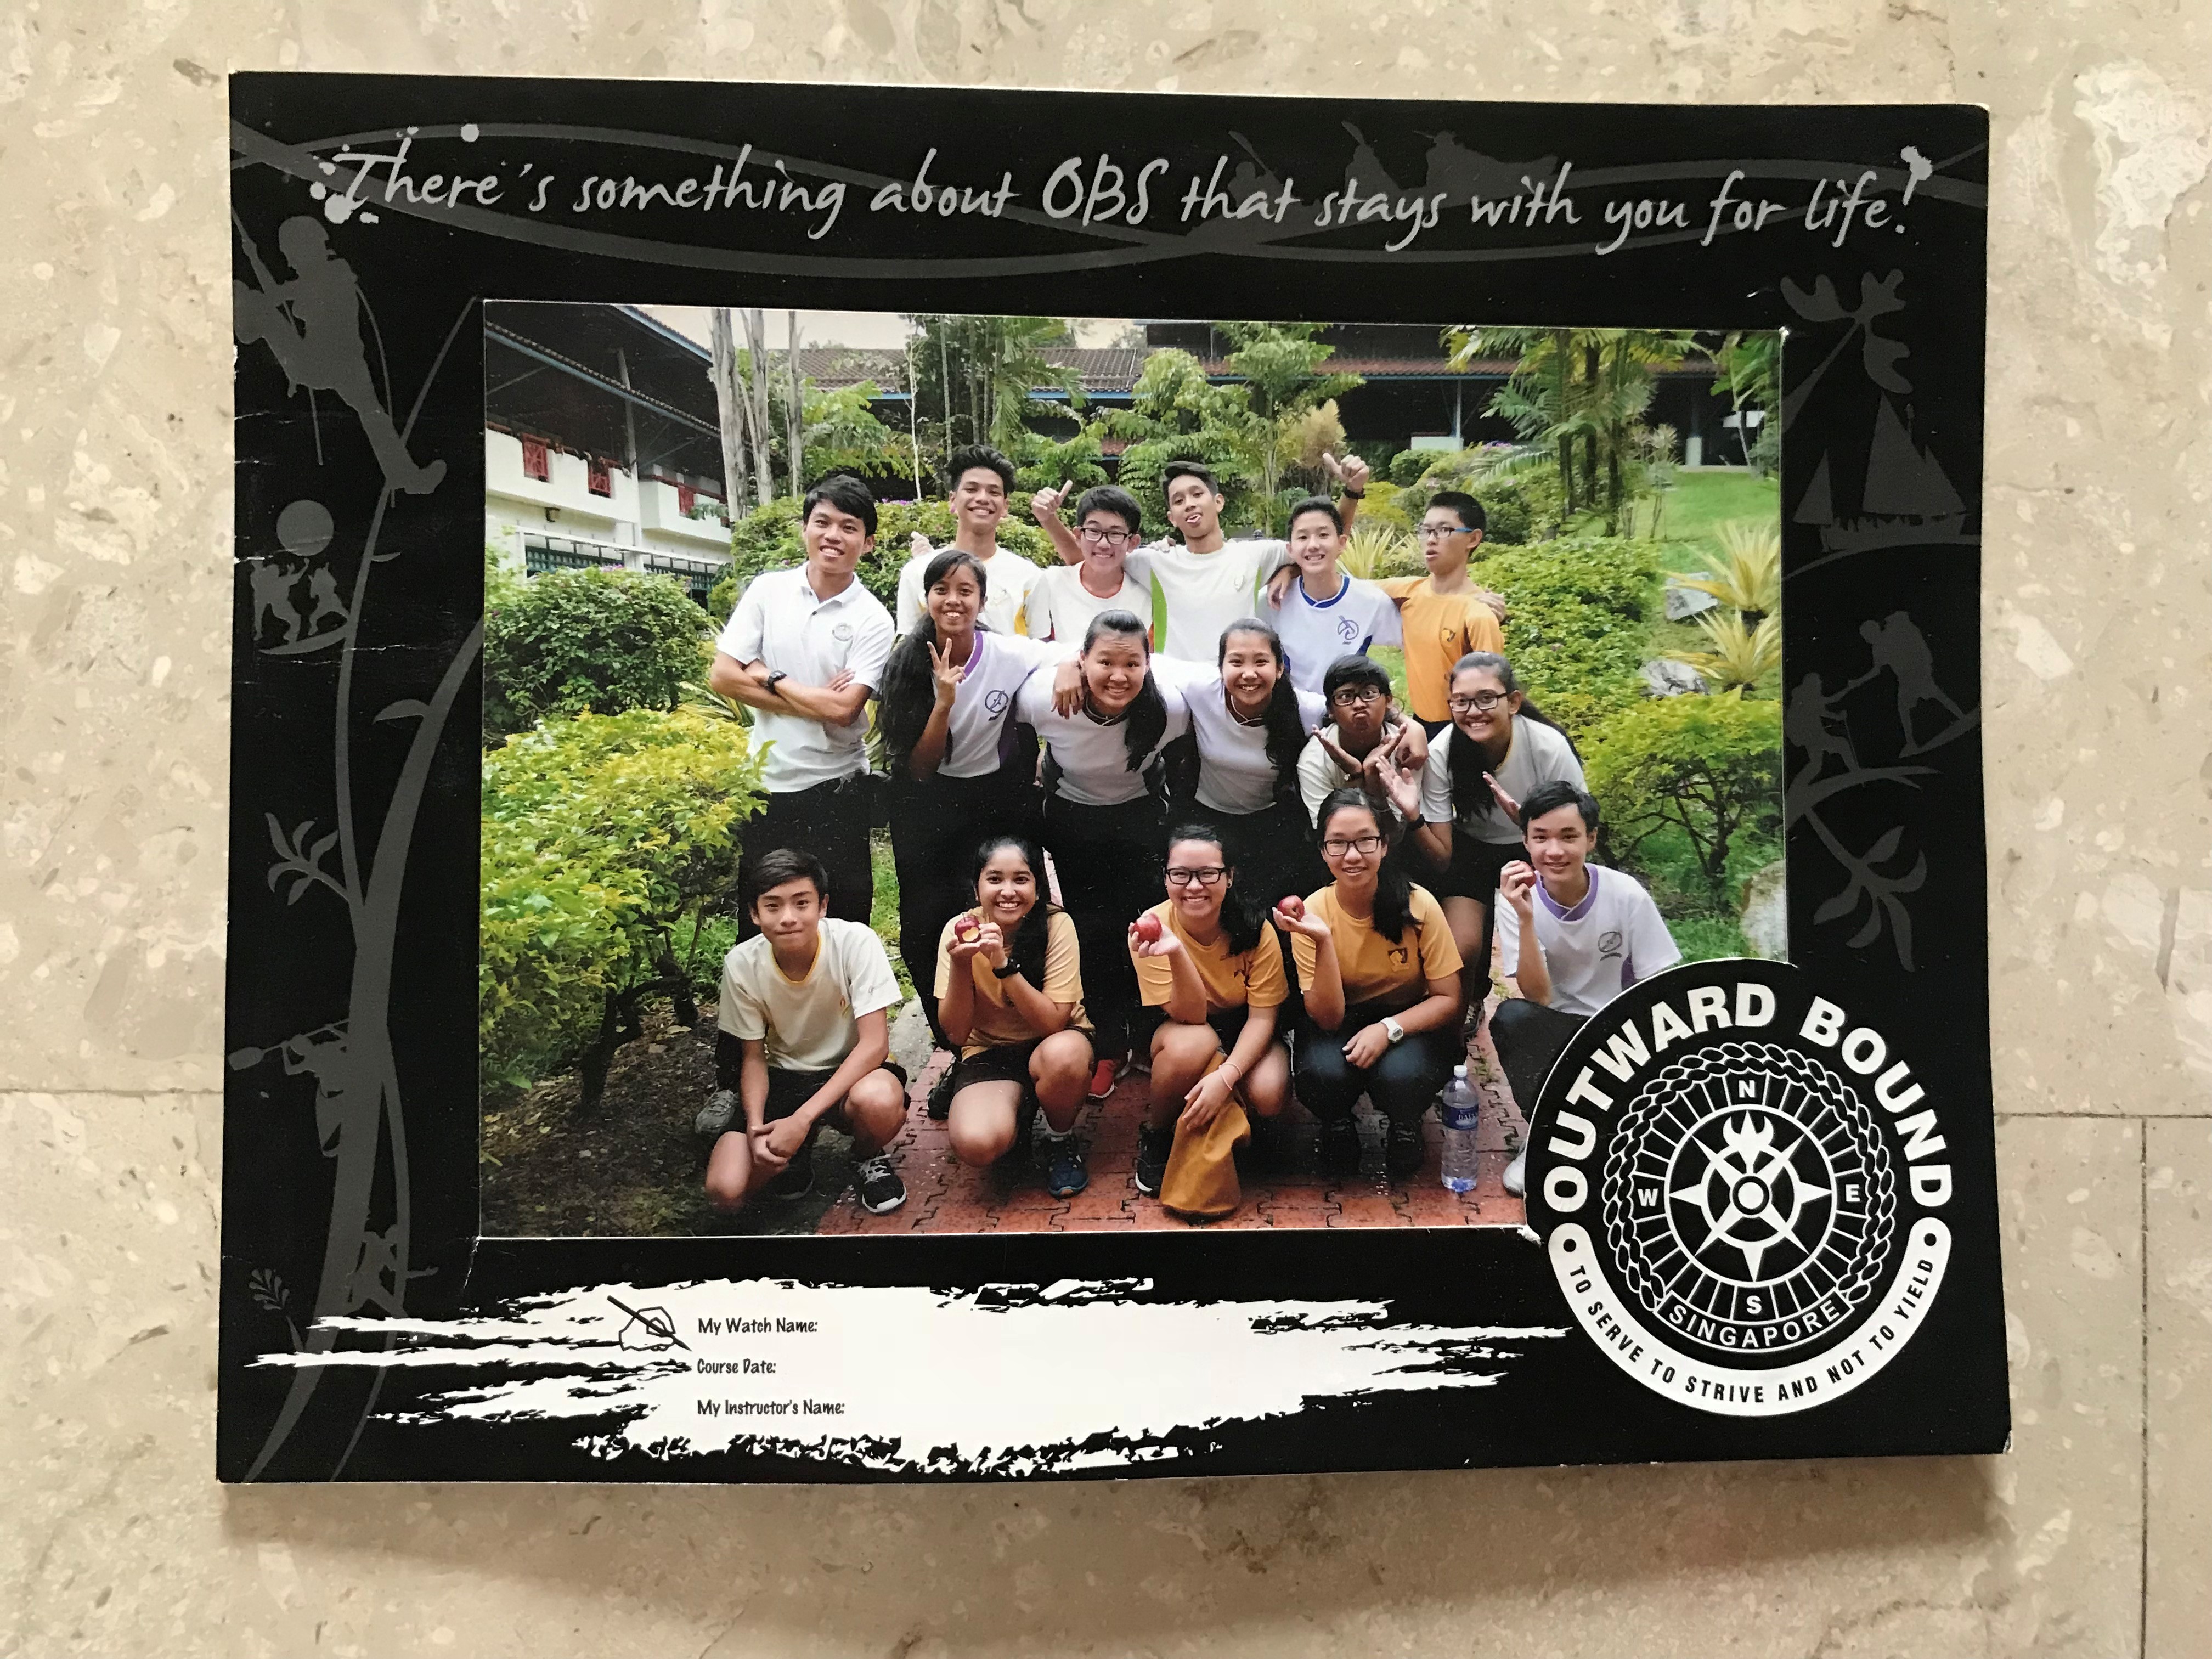 There's something about OBS that stays with you for life!
OUTWARD BOUND
N
W
E
S
SINGAPORE
TO SERVE TO STRIVE AND NOT TO YIELD
My Watch Name:
Course Date:
My Instructor's Name: